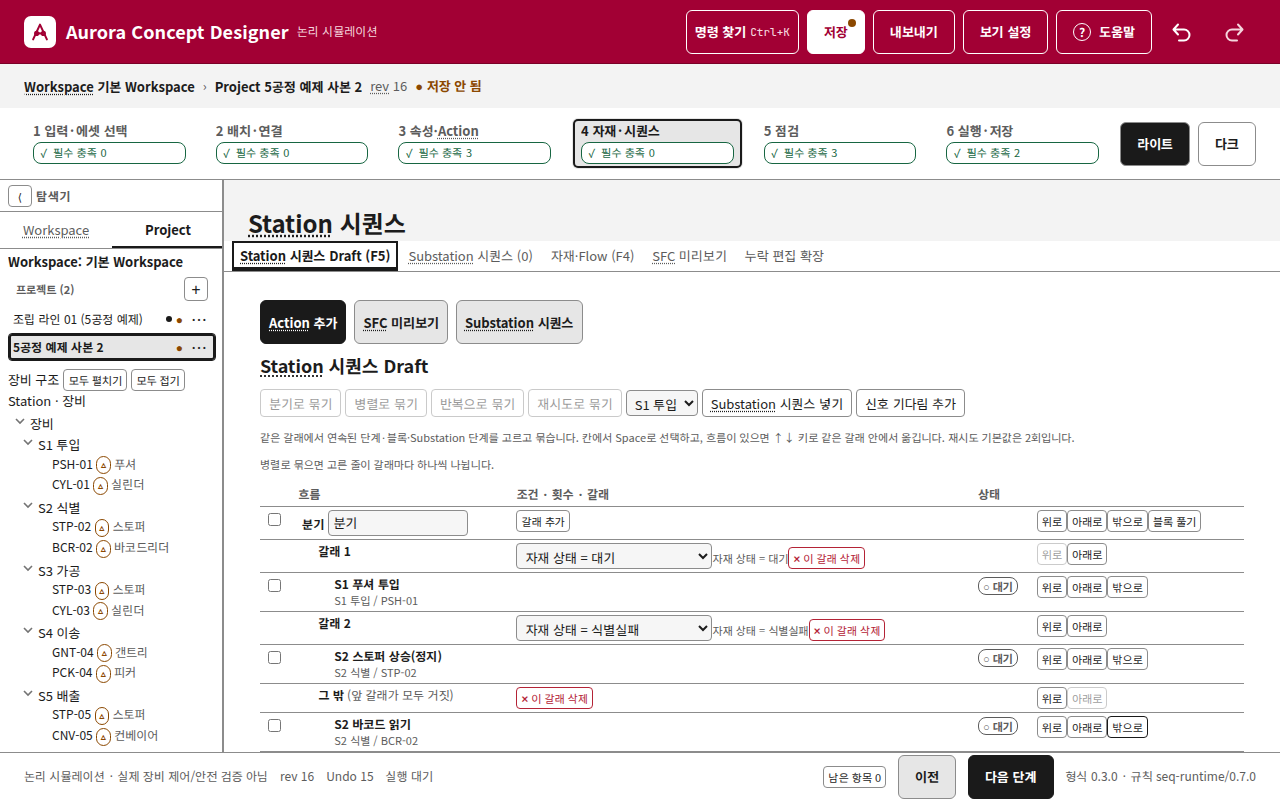 Aurora Concept Designer 논리 시뮬레이션 명령 찾기 Ctrl+K 저장 내보내기 보기 설정 ? 도움말
Workspace 기본 Workspace › Project 5공정 예제 사본 2 rev 16 ● 저장 안 됨
1 입력·에셋 선택 2 배치·연결 3 속성·Action 4 자재·시퀀스 5 점검 6 실행·저장
✓ 필수 충족 0 ✓ 필수 충족 0 ✓ 필수 충족 3 ✓ 필수 충족 0 ✓ 필수 충족 3 ✓ 필수 충족 2 라이트 다크
⟨ 탐색기
Workspace Project
Workspace: 기본 Workspace
프로젝트 (2) +
조립 라인 01 (5공정 예제) ● ● ···
5공정 예제 사본 2 ● ···
장비 구조 모두 펼치기 모두 접기
Station · 장비
장비
S1 투입
PSH-01 푸셔
CYL-01 실린더
S2 식별
STP-02 스토퍼
BCR-02 바코드리더
S3 가공
STP-03 스토퍼
CYL-03 실린더
S4 이송
GNT-04 갠트리
PCK-04 피커
S5 배출
STP-05 스토퍼
CNV-05 컨베이어
Station 시퀀스
Station 시퀀스 Draft (F5) Substation 시퀀스 (0) 자재·Flow (F4) SFC 미리보기 누락 편집 확장
Action 추가 SFC 미리보기 Substation 시퀀스
Station 시퀀스 Draft
분기로 묶기 병렬로 묶기 반복으로 묶기 재시도로 묶기 S1 투입 Substation 시퀀스 넣기 신호 기다림 추가
같은 갈래에서 연속된 단계·블록·Substation 단계를 고르고 묶습니다. 칸에서 Space로 선택하고, 흐름이 있으면 ↑↓ 키로 같은 갈래 안에서 옮깁니다. 재시도 기본값은 2회입니다.
병렬로 묶으면 고른 줄이 갈래마다 하나씩 나뉩니다.
흐름 조건 · 횟수 · 갈래 상태
분기 분기 갈래 추가 위로 아래로 밖으로 블록 풀기
갈래 1 자재 상태 = 대기 자재 상태 = 대기 × 이 갈래 삭제 위로 아래로
S1 푸셔 투입 ○ 대기 위로 아래로 밖으로
S1 투입 / PSH-01
갈래 2 자재 상태 = 식별실패 자재 상태 = 식별실패 × 이 갈래 삭제 위로 아래로
S2 스토퍼 상승(정지) ○ 대기 위로 아래로 밖으로
S2 식별 / STP-02
그 밖 (앞 갈래가 모두 거짓) × 이 갈래 삭제 위로 아래로
S2 바코드 읽기 ○ 대기 위로 아래로 밖으로
S2 식별 / BCR-02
논리 시뮬레이션 · 실제 장비 제어/안전 검증 아님 rev 16 Undo 15 실행 대기 남은 항목 0 이전 다음 단계 형식 0.3.0 · 규칙 seq-runtime/0.7.0